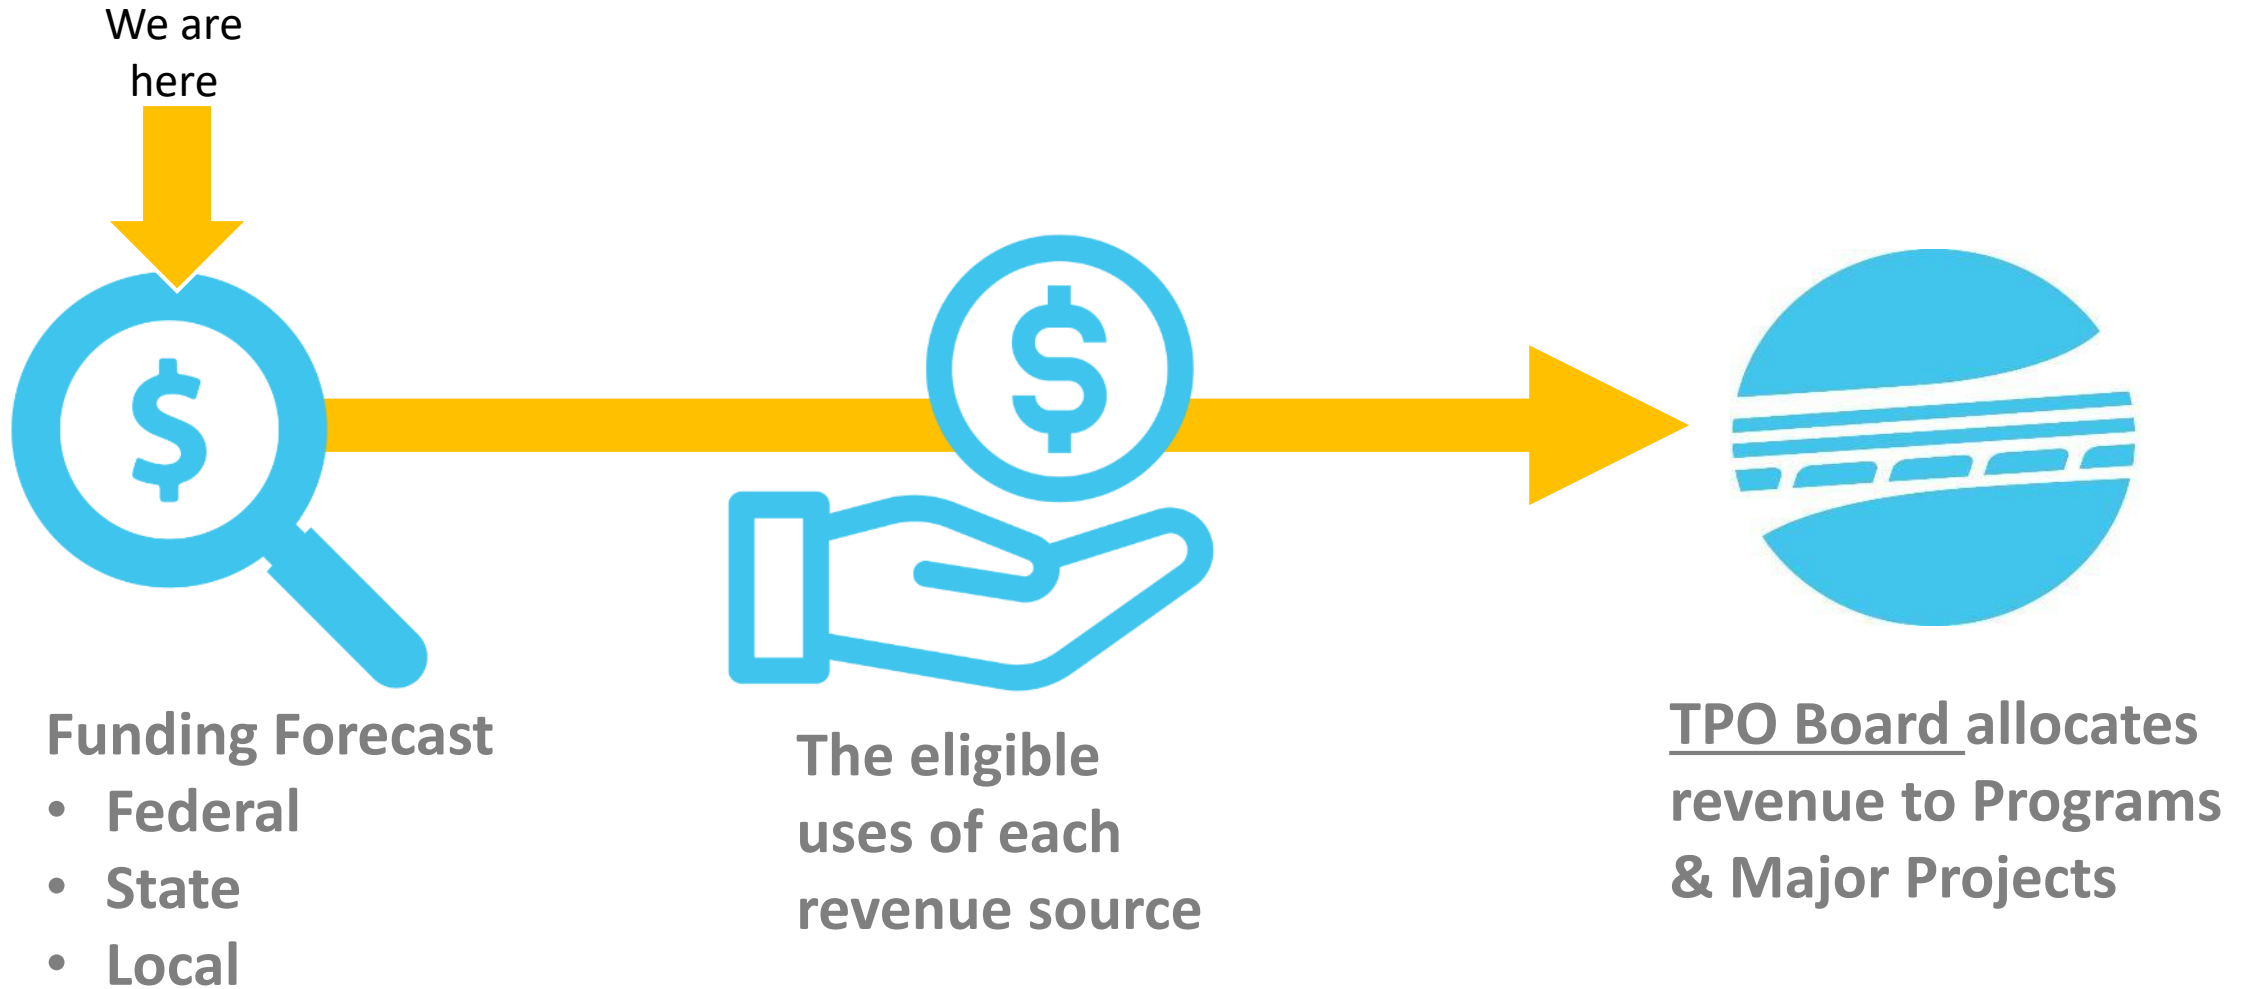 We are
here
Funding Forecast
• Federal
• State
• Local
The eligible
uses of each
revenue source
TPO Board allocates
revenue to Programs
& Major Projects